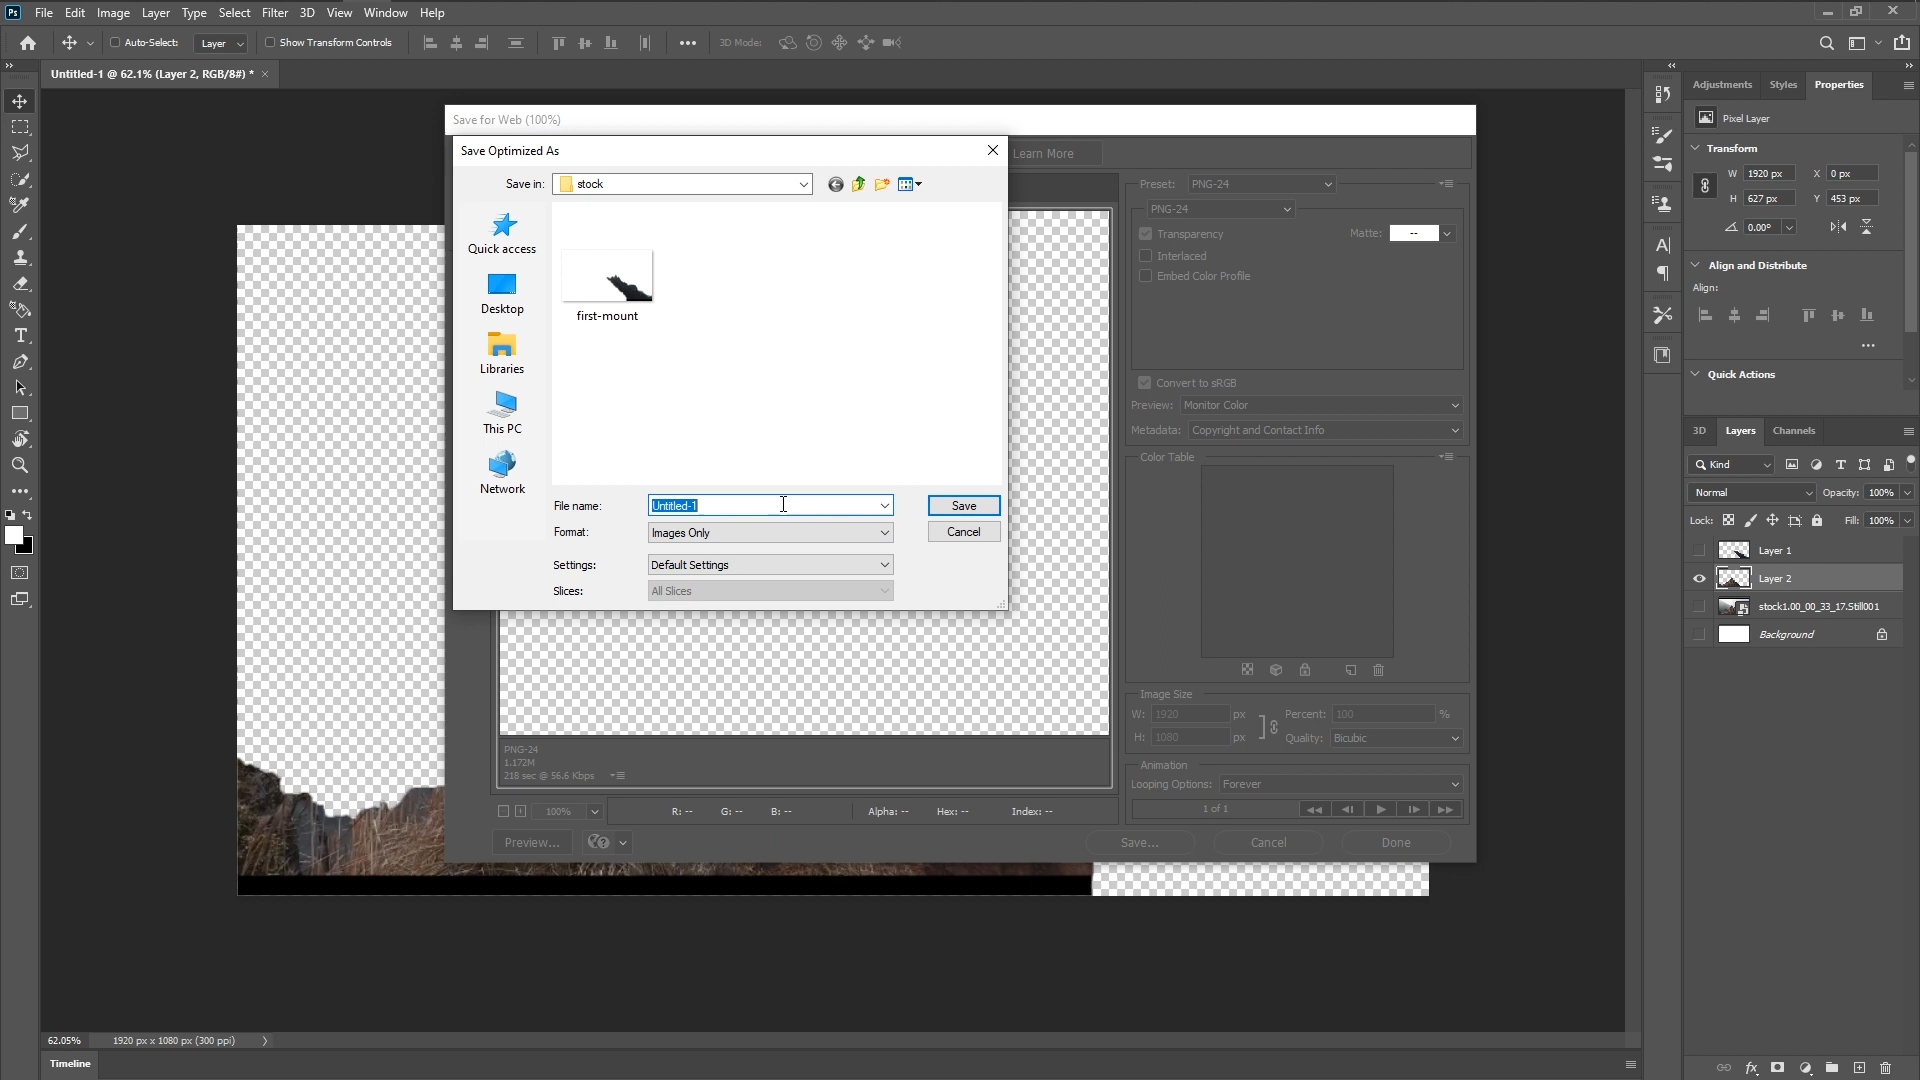 Ps File Edit Image Layer Type Select Filter 3D View Window Help
Auto-Select: Layer Show Transform Controls ••• 3D Mode:
Untitled-1 @ 62.1% (Layer 2, RGB/8#) * ×
Save for Web (100%)
Save Optimized As
Learn More
Save in: stock
Quick access
Desktop
Libraries
This PC
Network
first-mount
File name: Untitled-1 Save
Format: Images Only Cancel
Settings: Default Settings
Slices: All Slices
Preset: PNG-24
PNG-24
Transparency Matte: --
Interlaced
Embed Color Profile
Convert to sRGB
Preview: Monitor Color
Metadata: Copyright and Contact Info
Color Table
Image Size
W: 1920 px Percent: 100 %
H: 1080 px Quality: Bicubic
Animation
Looping Options: Forever
1 of 1
PNG-24
1.172M
218 sec @ 56.6 Kbps
100% R: -- G: -- B: -- Alpha: -- Hex: -- Index: --
Preview... Save... Cancel Done
Adjustments Styles Properties
Pixel Layer
Transform
W 1920 px X 0 px
H 627 px Y 453 px
0.00°
Align and Distribute
Align:
Quick Actions
3D Layers Channels
Kind
Normal Opacity: 100%
Lock: Fill: 100%
Layer 1
Layer 2
stock1.00_00_33_17.Still001
Background
62.05% 1920 px x 1080 px (300 ppi)
Timeline